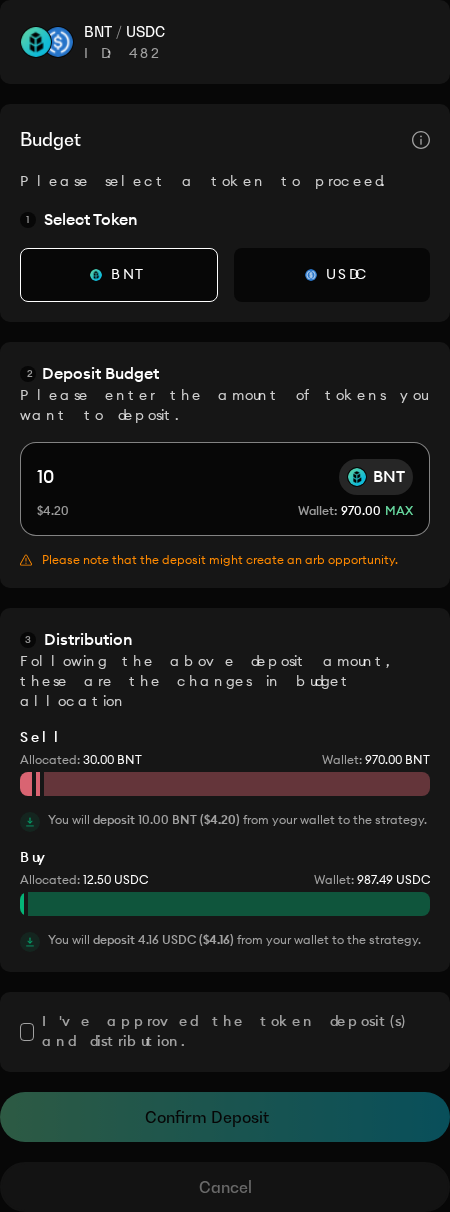 BNT / USDC
ID: 482
Budget
Please select a token to proceed.
1 Select Token
BNT
USDC
2 Deposit Budget
Please enter the amount of tokens you
want to deposit.
10
BNT
$4.20
Wallet: 970.00 MAX
Please note that the deposit might create an arb opportunity.
3 Distribution
Following the above deposit amount,
these are the changes in budget
allocation
Sell
Allocated: 30.00 BNT
Wallet: 970.00 BNT
You will deposit 10.00 BNT ($4.20) from your wallet to the strategy.
Buy
Allocated: 12.50 USDC
Wallet: 987.49 USDC
You will deposit 4.16 USDC ($4.16) from your wallet to the strategy.
I've approved the token deposit(s)
and distribution.
Confirm Deposit
Cancel